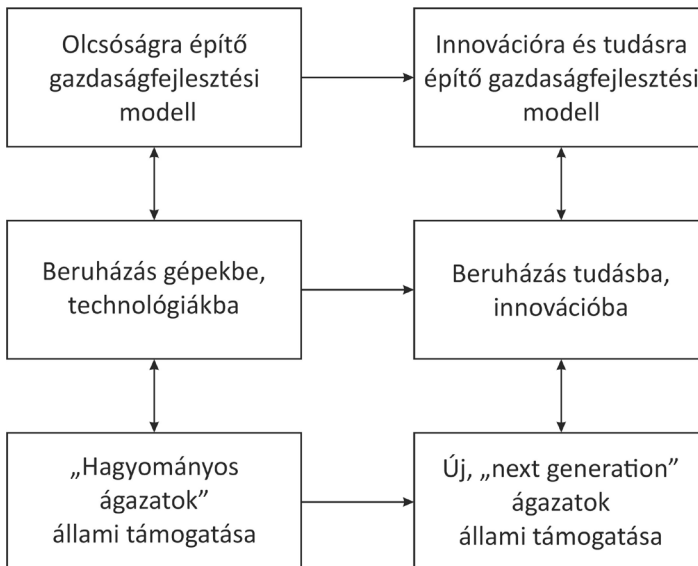 Olcsóságra építő
gazdaságfejlesztési
modell
Innovációra és tudásra
építő gazdaságfejlesztési
modell
Beruházás gépekbe,
technológiákba
Beruházás tudásba,
innovációba
„Hagyományos
ágazatok”
állami támogatása
Új, „next generation”
ágazatok
állami támogatása